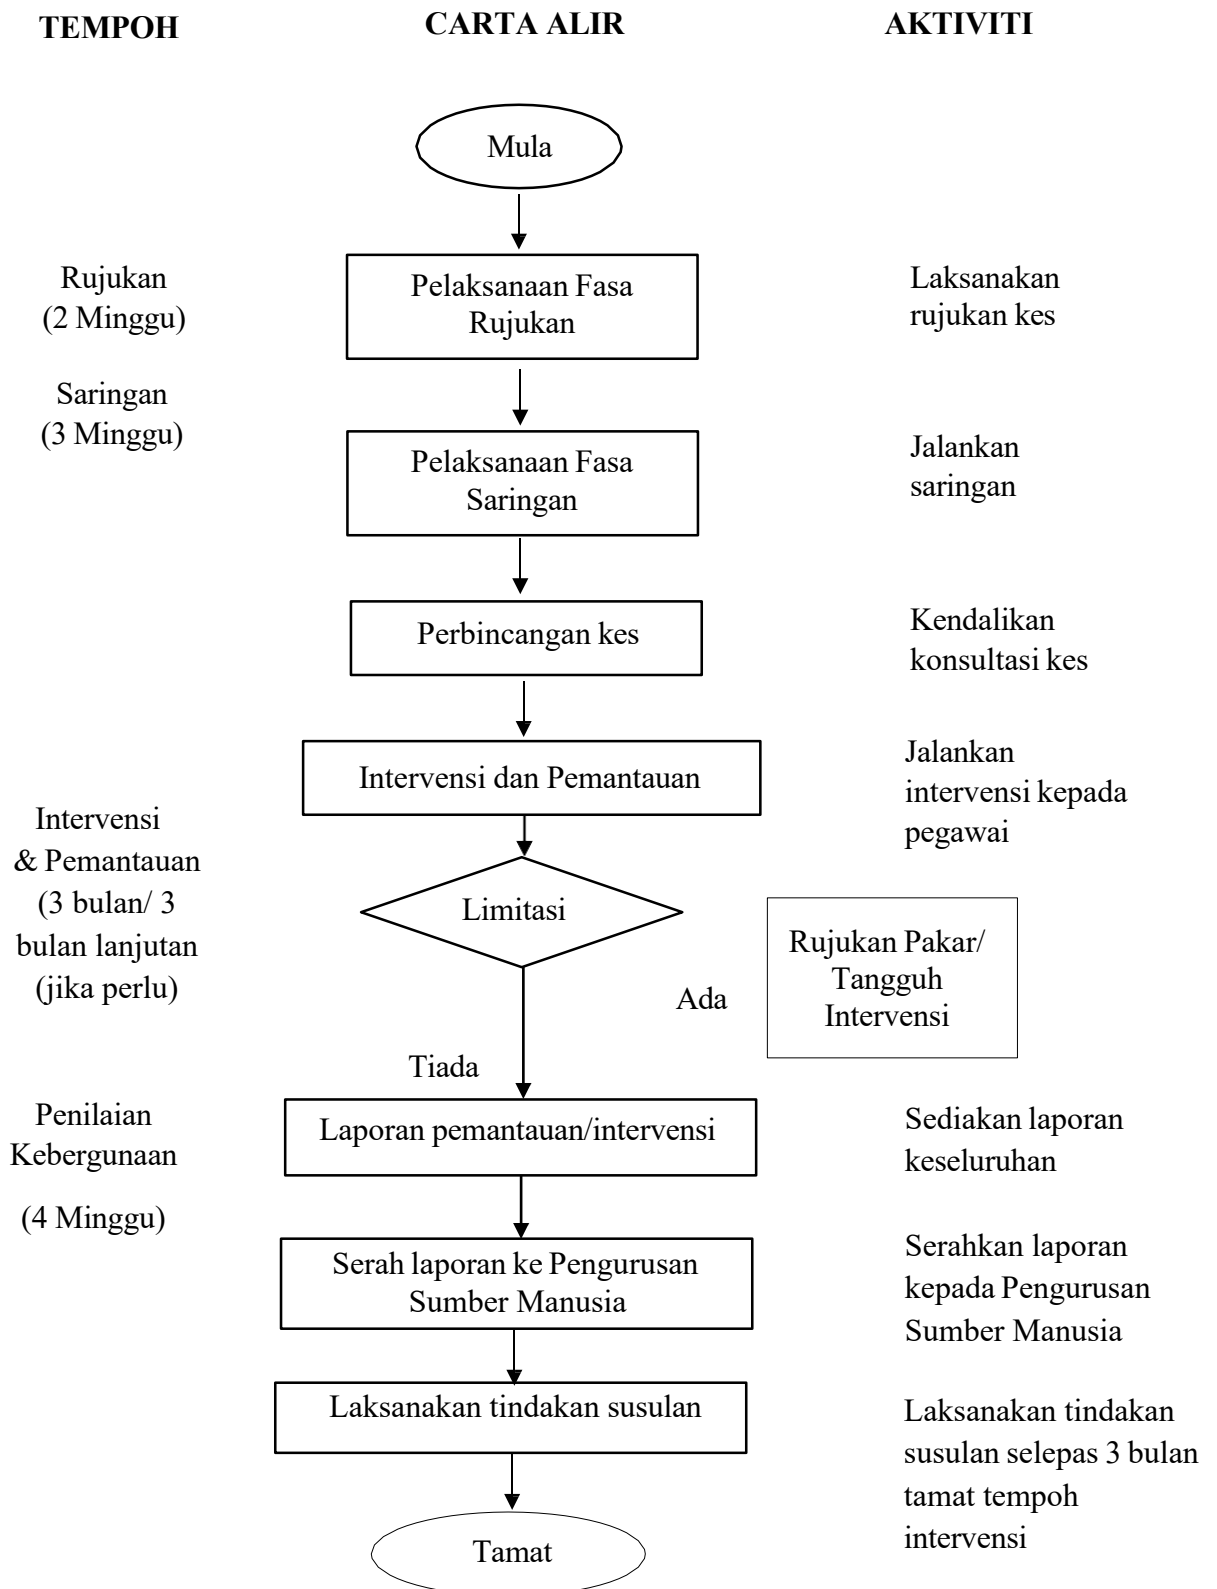 TEMPOH
CARTA ALIR
AKTIVITI
Mula
Rujukan
(2 Minggu)
Pelaksanaan Fasa
Rujukan
Laksanakan
rujukan kes
Saringan
(3 Minggu)
Pelaksanaan Fasa
Saringan
Jalankan
saringan
Perbincangan kes
Kendalikan
konsultasi kes
Intervensi dan Pemantauan
Jalankan
intervensi kepada
pegawai
Intervensi
& Pemantauan
(3 bulan/ 3
bulan lanjutan
(jika perlu)
Limitasi
Ada
Rujukan Pakar/
Tangguh
Intervensi
Tiada
Penilaian
Kebergunaan
(4 Minggu)
Laporan pemantauan/intervensi
Sediakan laporan
keseluruhan
Serah laporan ke Pengurusan
Sumber Manusia
Serahkan laporan
kepada Pengurusan
Sumber Manusia
Laksanakan tindakan susulan
Laksanakan tindakan
susulan selepas 3 bulan
tamat tempoh
intervensi
Tamat